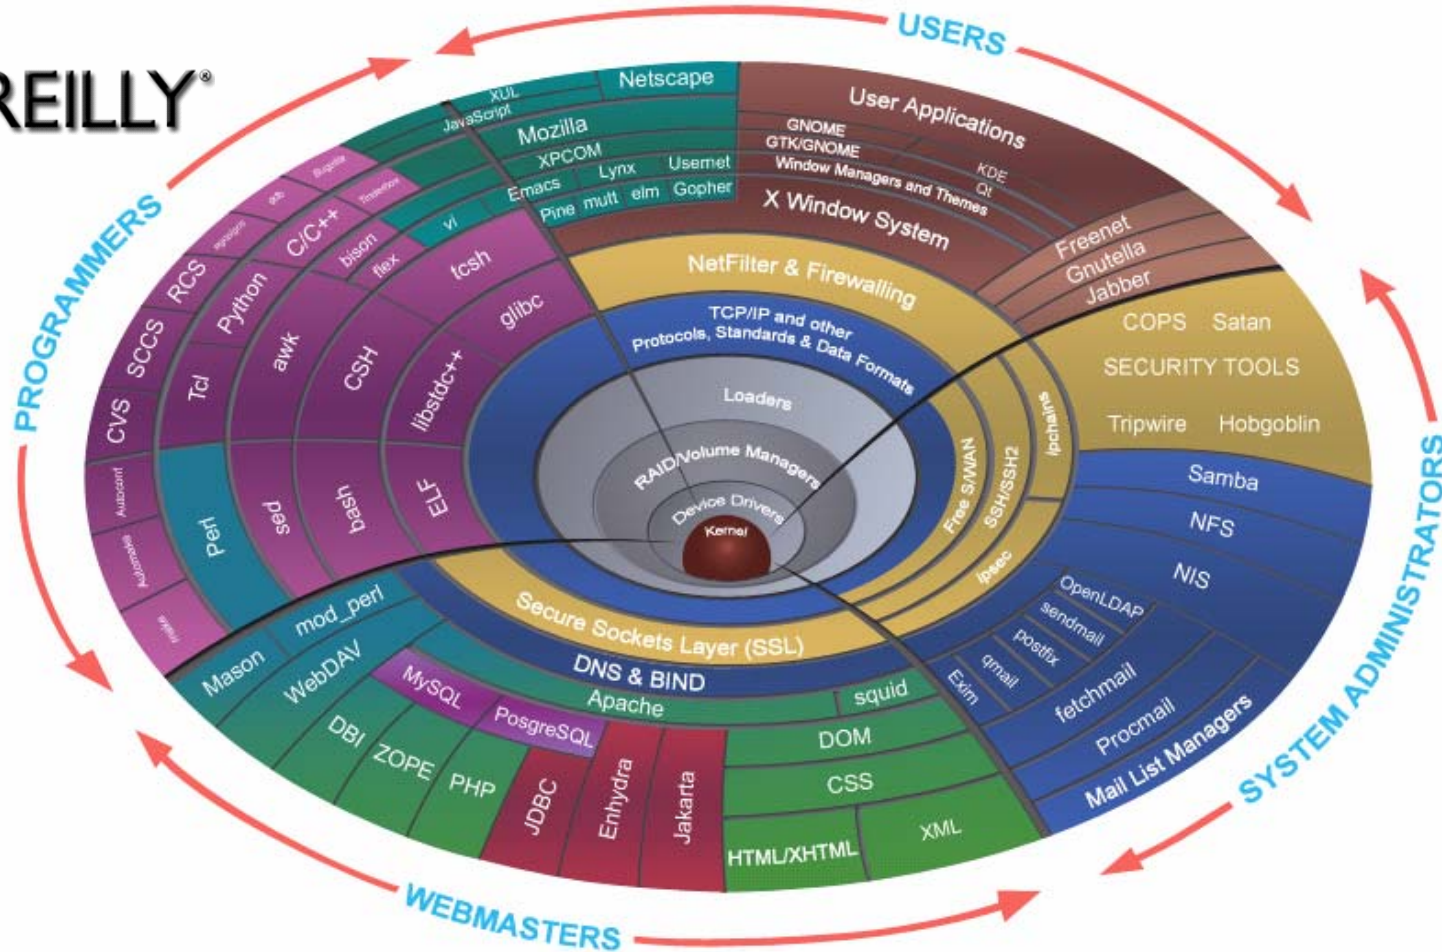 REILLY®
USERS
PROGRAMMERS
SYSTEM ADMINISTRATORS
WEBMASTERS
XUL
Netscape
JavaScript
Mozilla
XPCOM
Emacs
Lynx
Usernet
vi
Pine
mutt
elm
Gopher
User Applications
GNOME
KDE
GTK/GNOME
Qt
Window Managers and Themes
X Window System
Freenet
Gnutella
Jabber
NetFilter & Firewalling
TCP/IP and other
Protocols, Standards & Data Formats
Loaders
RAID/Volume Managers
Device Drivers
Kernel
COPS
Satan
SECURITY TOOLS
Tripwire
Hobgoblin
ipchains
SSH/SSH2
Free S/WAN
ipsec
Samba
NFS
NIS
OpenLDAP
sendmail
postfix
qmail
Exim
fetchmail
Procmail
Mail List Managers
Bugzilla
Tinderbox
RCS
SCCS
CVS
Autoconf
Automake
make
C/C++
Python
Tcl
Perl
bison
flex
awk
sed
tcsh
CSH
bash
glibc
libstdc++
ELF
Secure Sockets Layer (SSL)
DNS & BIND
Apache
squid
mod_perl
Mason
WebDAV
MySQL
PosgreSQL
DBI
ZOPE
PHP
JDBC
Enhydra
Jakarta
DOM
CSS
HTML/XHTML
XML